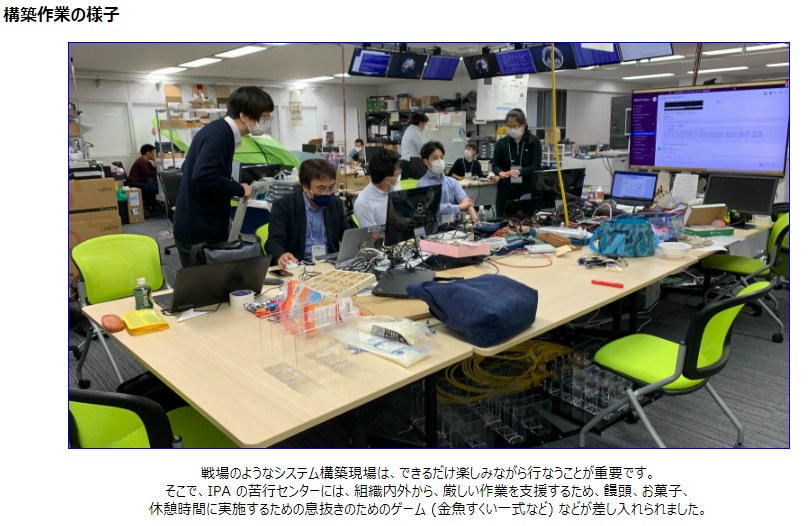 構築作業の様子
戦場のようなシステム構築現場は、できるだけ楽しみながら行なうことが重要です。
そこで、IPA の苦行センターには、組織内外から、厳しい作業を支援するため、饅頭、お菓子、
休憩時間に実施するための息抜きのためのゲーム (金魚すくい一式など) などが差し入れられました。